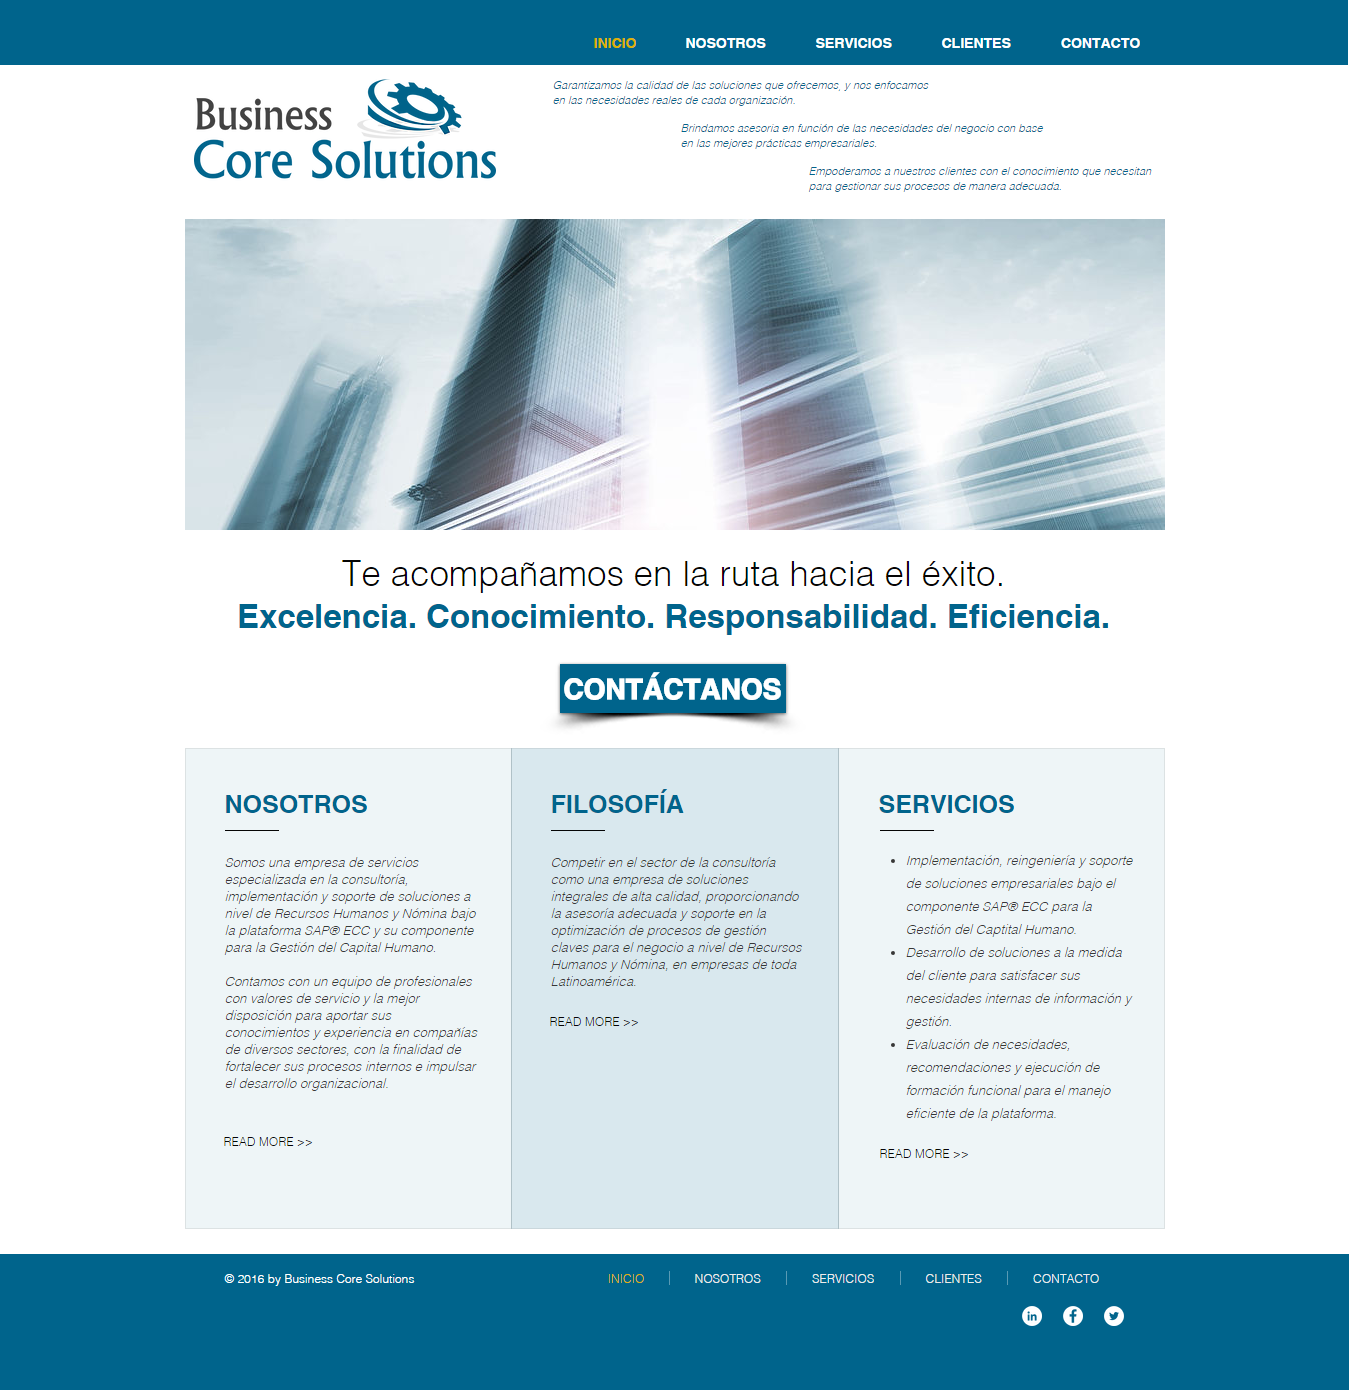 INICIO NOSOTROS SERVICIOS CLIENTES CONTACTO
Business
Core Solutions
Garantizamos la calidad de las soluciones que ofrecemos, y nos enfocamos
en las necesidades reales de cada organización.
Brindamos asesoria en función de las necesidades del negocio con base
en las mejores prácticas empresariales.
Empoderamos a nuestros clientes con el conocimiento que necesitan
para gestionar sus procesos de manera adecuada.
Te acompañamos en la ruta hacia el éxito.
Excelencia. Conocimiento. Responsabilidad. Eficiencia.
CONTÁCTANOS
NOSOTROS
Somos una empresa de servicios
especializada en la consultoría,
implementación y soporte de soluciones a
nivel de Recursos Humanos y Nómina bajo
la plataforma SAP® ECC y su componente
para la Gestión del Capital Humano.
Contamos con un equipo de profesionales
con valores de servicio y la mejor
disposición para aportar sus
conocimientos y experiencia en compañías
de diversos sectores, con la finalidad de
fortalecer sus procesos internos e impulsar
el desarrollo organizacional.
READ MORE >>
FILOSOFÍA
Competir en el sector de la consultoría
como una empresa de soluciones
integrales de alta calidad, proporcionando
la asesoría adecuada y soporte en la
optimización de procesos de gestión
claves para el negocio a nivel de Recursos
Humanos y Nómina, en empresas de toda
Latinoamérica.
READ MORE >>
SERVICIOS
• Implementación, reingeniería y soporte
de soluciones empresariales bajo el
componente SAP® ECC para la
Gestión del Captital Humano.
• Desarrollo de soluciones a la medida
del cliente para satisfacer sus
necesidades internas de información y
gestión.
• Evaluación de necesidades,
recomendaciones y ejecución de
formación funcional para el manejo
eficiente de la plataforma.
READ MORE >>
© 2016 by Business Core Solutions
INICIO NOSOTROS SERVICIOS CLIENTES CONTACTO